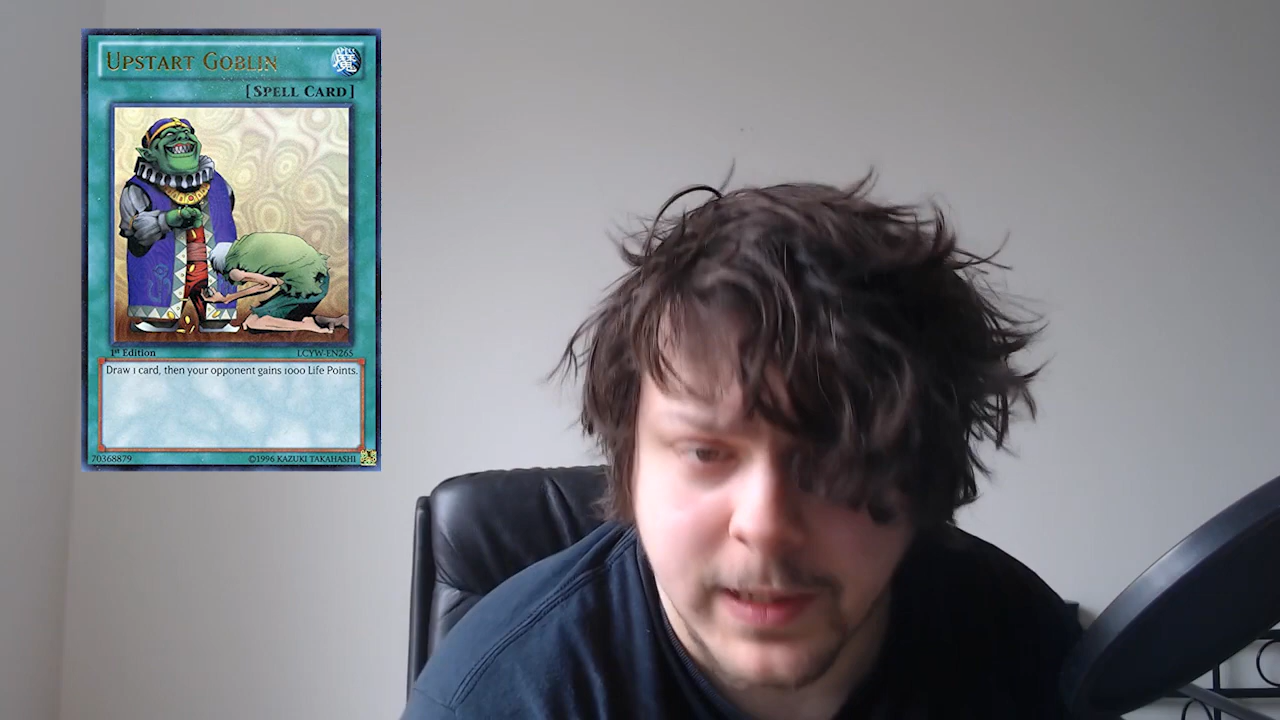 UPSTART GOBLIN
[SPELL CARD]
1st Edition
LCYW-EN265
Draw 1 card, then your opponent gains 1000 Life Points.
70368879
©1996 KAZUKI TAKAHASHI